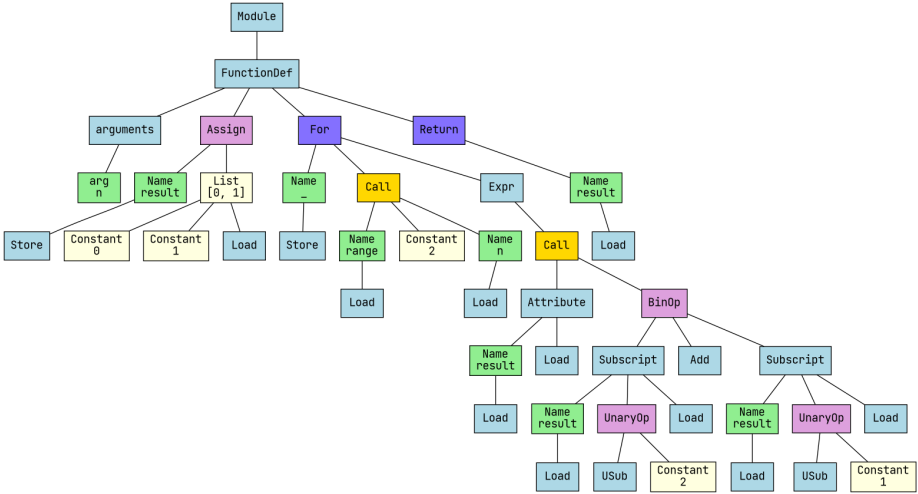 Module
FunctionDef
arguments
Assign
For
Return
arg
n
Name
result
List
[0, 1]
Name
_
Call
Expr
Name
result
Store
Constant
0
Constant
1
Load
Store
Name
range
Constant
2
Name
n
Call
Load
Load
Load
Attribute
BinOp
Name
result
Load
Subscript
Add
Subscript
Load
Name
result
UnaryOp
Load
Name
result
UnaryOp
Load
Load
USub
Constant
2
Load
USub
Constant
1